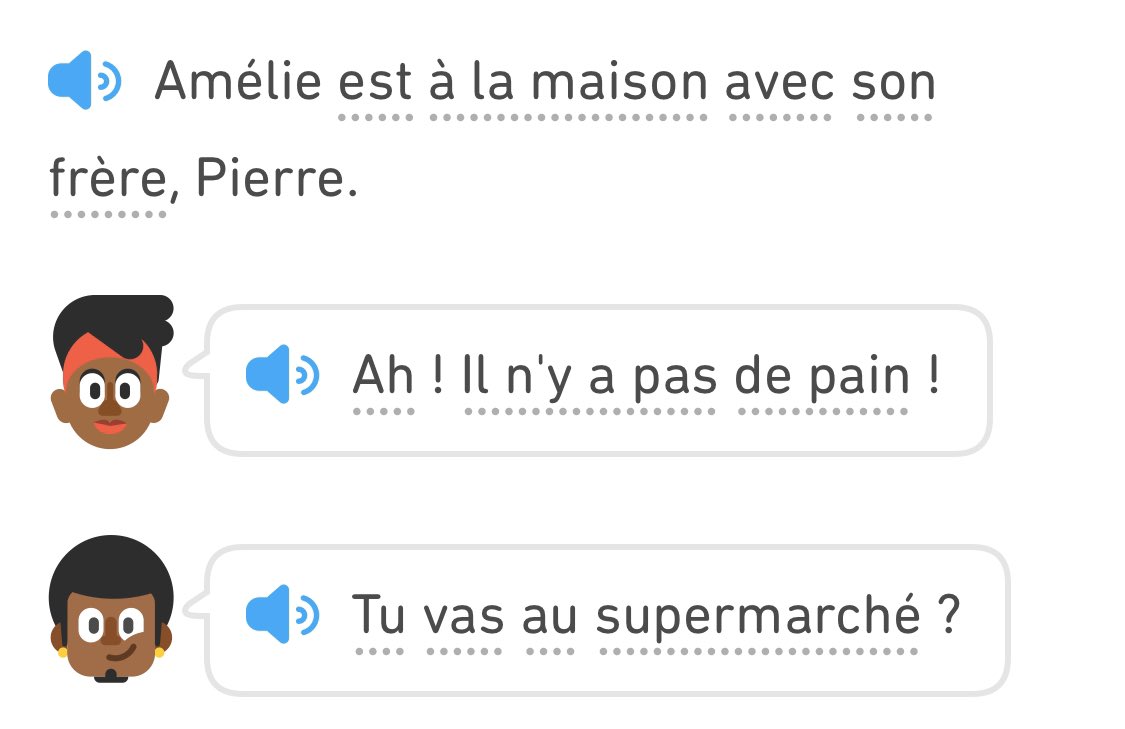 Amélie est à la maison avec son
frère, Pierre.
Ah ! Il n'y a pas de pain !
Tu vas au supermarché ?